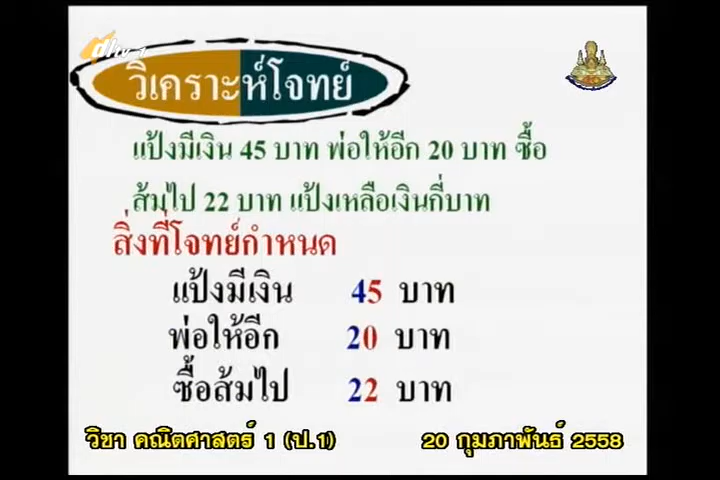 วิเคราะห์โจทย์
แป้งมีเงิน 45 บาท พ่อให้อีก 20 บาท ซื้อ
ส้มไป 22 บาท แป้งเหลือเงินกี่บาท
สิ่งที่โจทย์กำหนด
แป้งมีเงิน 45 บาท
พ่อให้อีก 20 บาท
ซื้อส้มไป 22 บาท
วิชา คณิตศาสตร์ 1 (ป.1) 20 กุมภาพันธ์ 2558